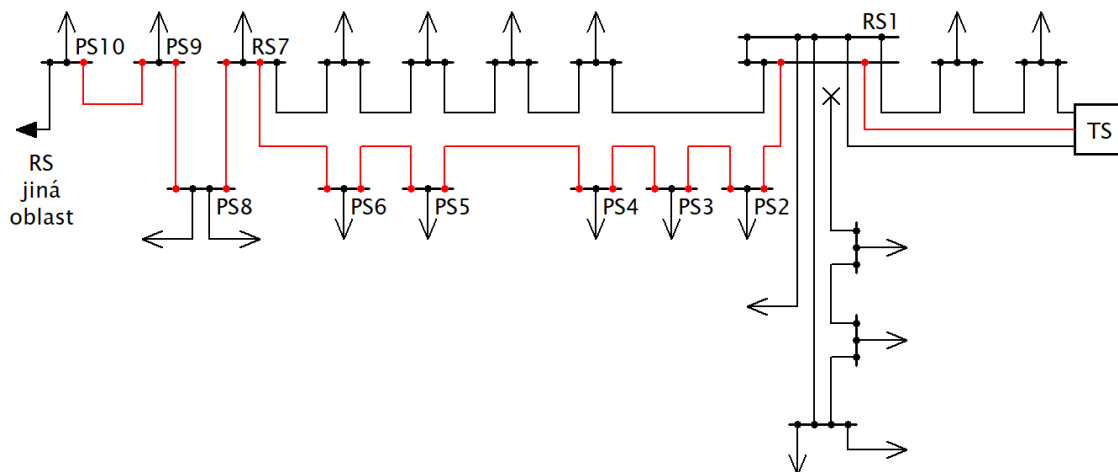 PS10
PS9
RS7
RS1
TS
RS
jiná
oblast
PS8
PS6
PS5
PS4
PS3
PS2